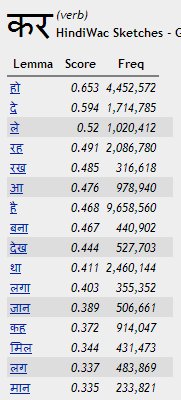 कर (verb)
HindiWac Sketches - G
Lemma Score Freq
हो 0.653 4,452,572
दे 0.594 1,714,785
ले 0.52 1,020,412
रह 0.491 2,086,780
रख 0.485 316,618
आ 0.476 978,940
है 0.468 9,658,560
बना 0.467 440,902
देख 0.444 527,703
था 0.411 2,460,144
लगा 0.403 355,352
जान 0.389 506,661
कह 0.372 914,047
मिल 0.344 431,473
लग 0.337 483,869
मान 0.335 233,821